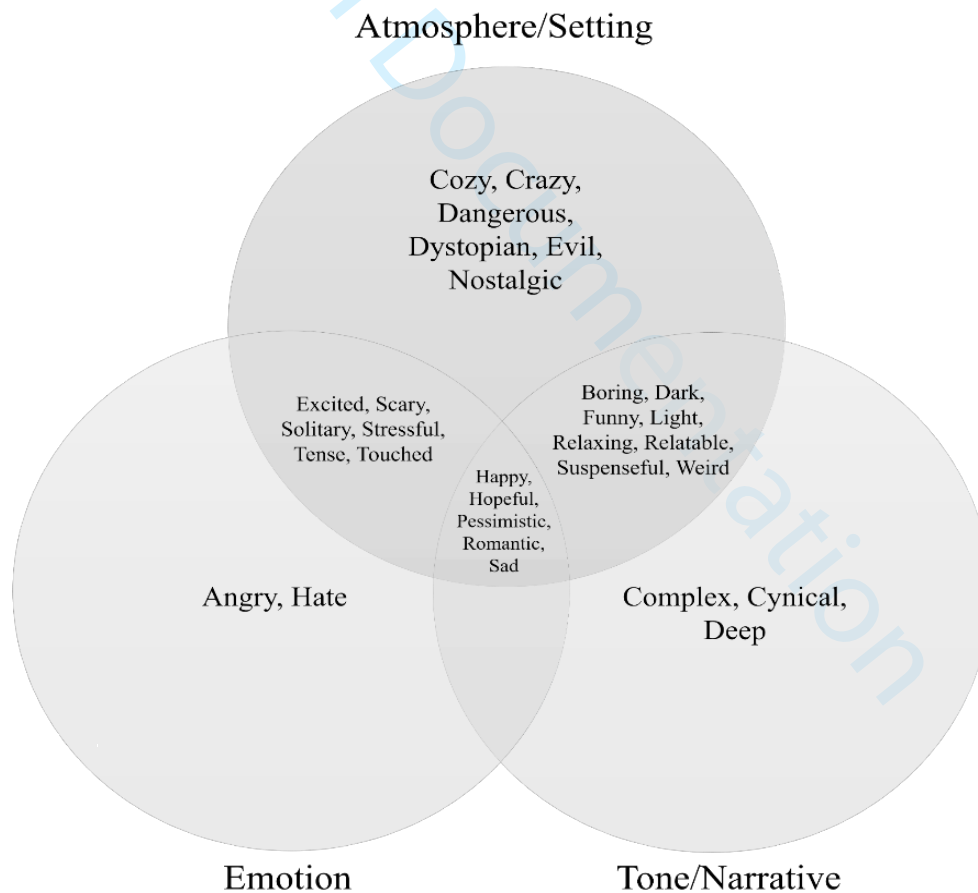 Atmosphere/Setting
Cozy, Crazy,
Dangerous,
Dystopian, Evil,
Nostalgic
Excited, Scary,
Solitary, Stressful,
Tense, Touched
Boring, Dark,
Funny, Light,
Relaxing, Relatable,
Suspenseful, Weird
Happy,
Hopeful,
Pessimistic,
Romantic,
Sad
Angry, Hate
Complex, Cynical,
Deep
Emotion
Tone/Narrative
Documentation